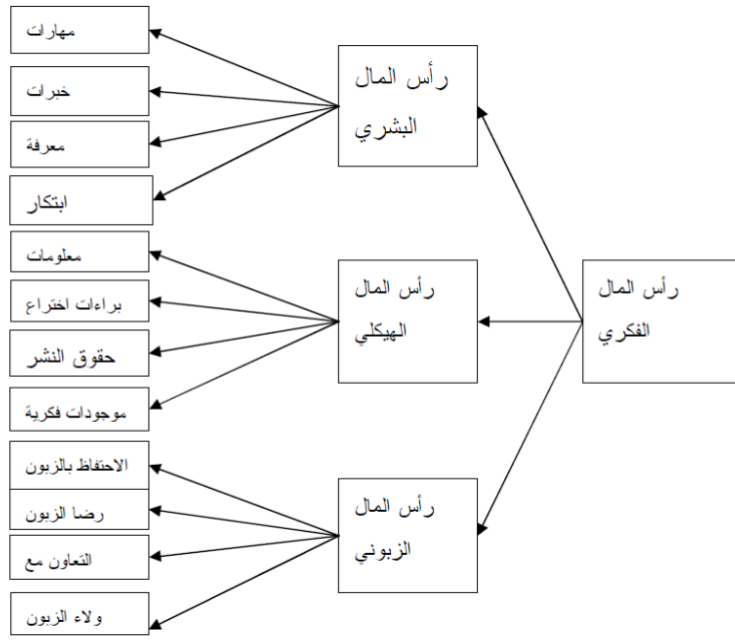 رأس المال
الفكري
رأس المال
البشري
مهارات
خبرات
معرفة
ابتكار
رأس المال
الهيكلي
معلومات
براءات اختراع
حقوق النشر
موجودات فكرية
رأس المال
الزبوني
الاحتفاظ بالزبون
رضا الزبون
التعاون مع
ولاء الزبون